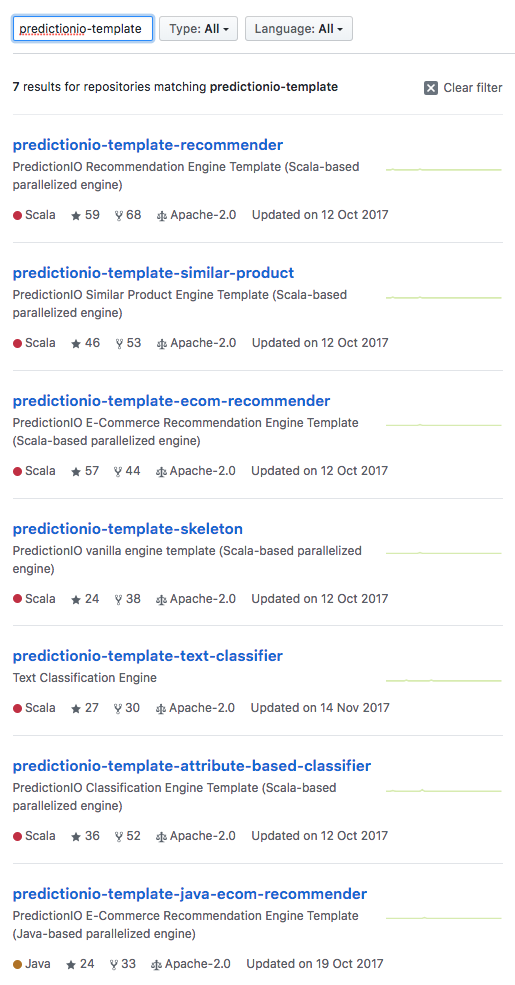 predictionio-template Type: All Language: All
7 results for repositories matching predictionio-template Clear filter
predictionio-template-recommender
PredictionIO Recommendation Engine Template (Scala-based
parallelized engine)
Scala 59 68 Apache-2.0 Updated on 12 Oct 2017
predictionio-template-similar-product
PredictionIO Similar Product Engine Template (Scala-based
parallelized engine)
Scala 46 53 Apache-2.0 Updated on 12 Oct 2017
predictionio-template-ecom-recommender
PredictionIO E-Commerce Recommendation Engine Template
(Scala-based parallelized engine)
Scala 57 44 Apache-2.0 Updated on 12 Oct 2017
predictionio-template-skeleton
PredictionIO vanilla engine template (Scala-based parallelized
engine)
Scala 24 38 Apache-2.0 Updated on 12 Oct 2017
predictionio-template-text-classifier
Text Classification Engine
Scala 27 30 Apache-2.0 Updated on 14 Nov 2017
predictionio-template-attribute-based-classifier
PredictionIO Classification Engine Template (Scala-based
parallelized engine)
Scala 36 52 Apache-2.0 Updated on 12 Oct 2017
predictionio-template-java-ecom-recommender
PredictionIO E-Commerce Recommendation Engine Template
(Java-based parallelized engine)
Java 24 33 Apache-2.0 Updated on 19 Oct 2017